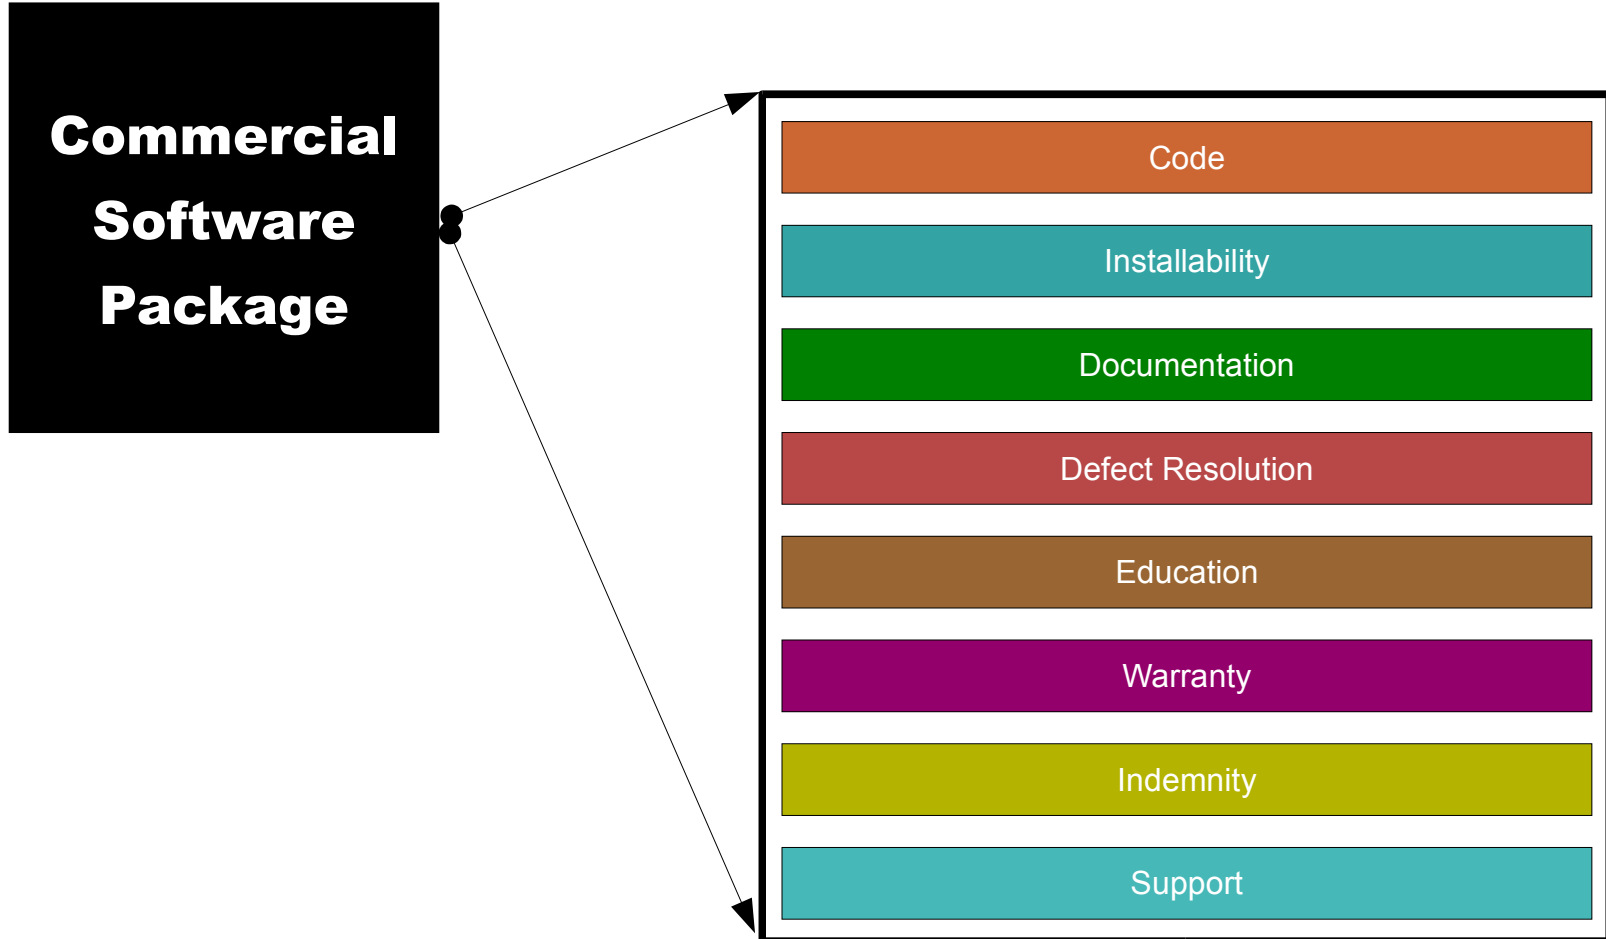 Commercial
Software
Package
Code
Installability
Documentation
Defect Resolution
Education
Warranty
Indemnity
Support